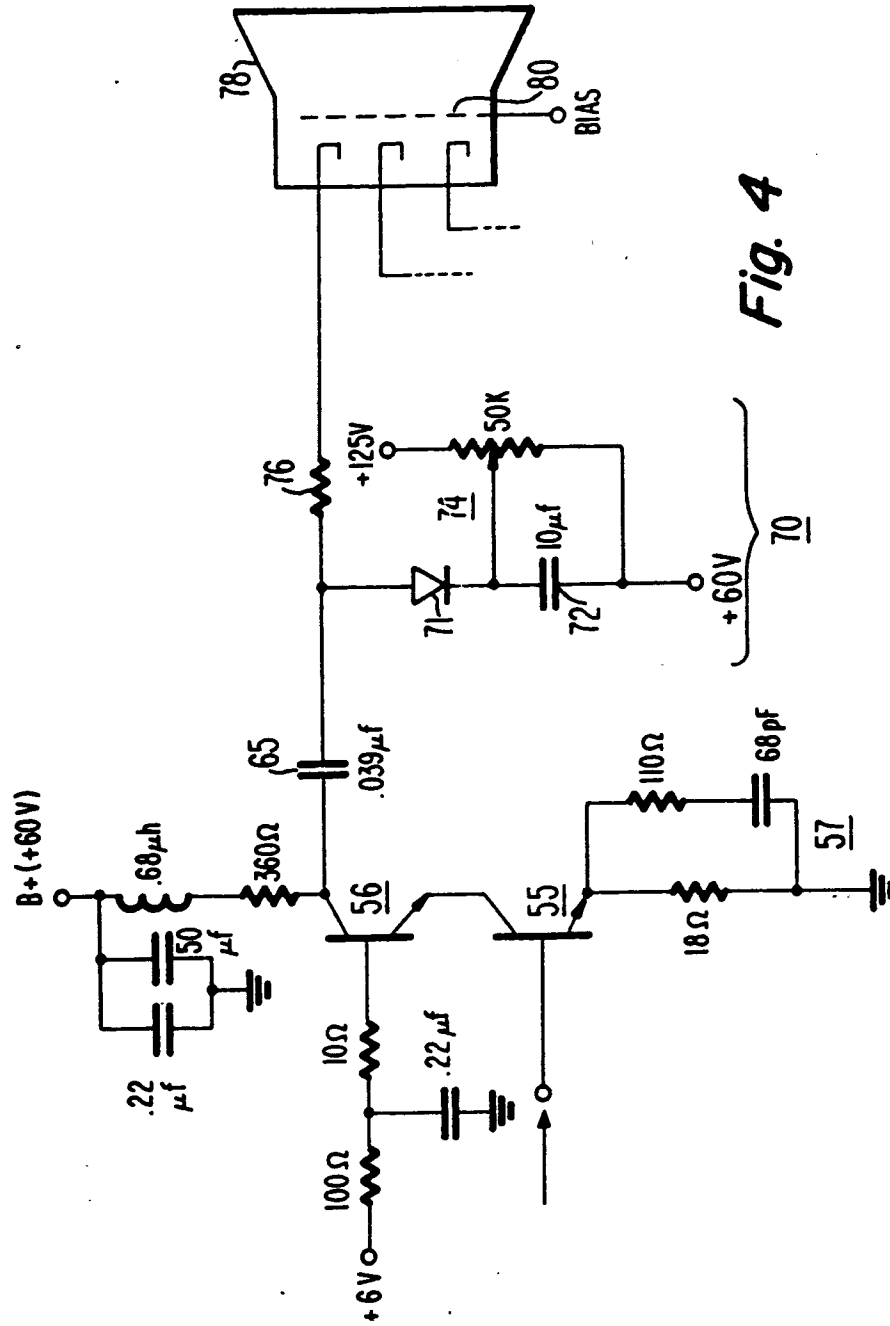 B+(+60V)
.68µh
50
µf
.22
µf
360Ω
56
65
.039µf
76
78
80
BIAS
+125V
50K
74
10µf
71
72
+60V
70
+6V
100Ω
10Ω
.22µf
55
110Ω
68pF
18Ω
57
Fig. 4